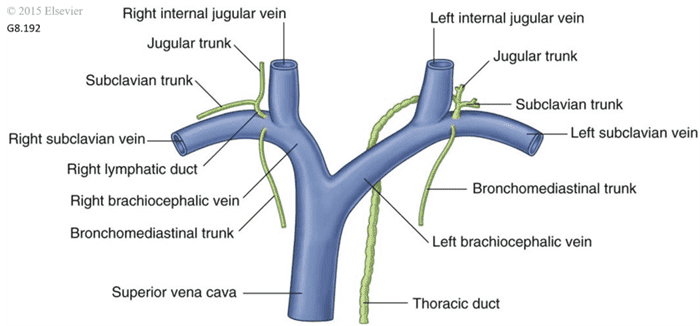 © 2015 Elsevier
G8.192
Right internal jugular vein
Left internal jugular vein
Jugular trunk
Jugular trunk
Subclavian trunk
Subclavian trunk
Right subclavian vein
Left subclavian vein
Right lymphatic duct
Right brachiocephalic vein
Bronchomediastinal trunk
Bronchomediastinal trunk
Left brachiocephalic vein
Superior vena cava
Thoracic duct